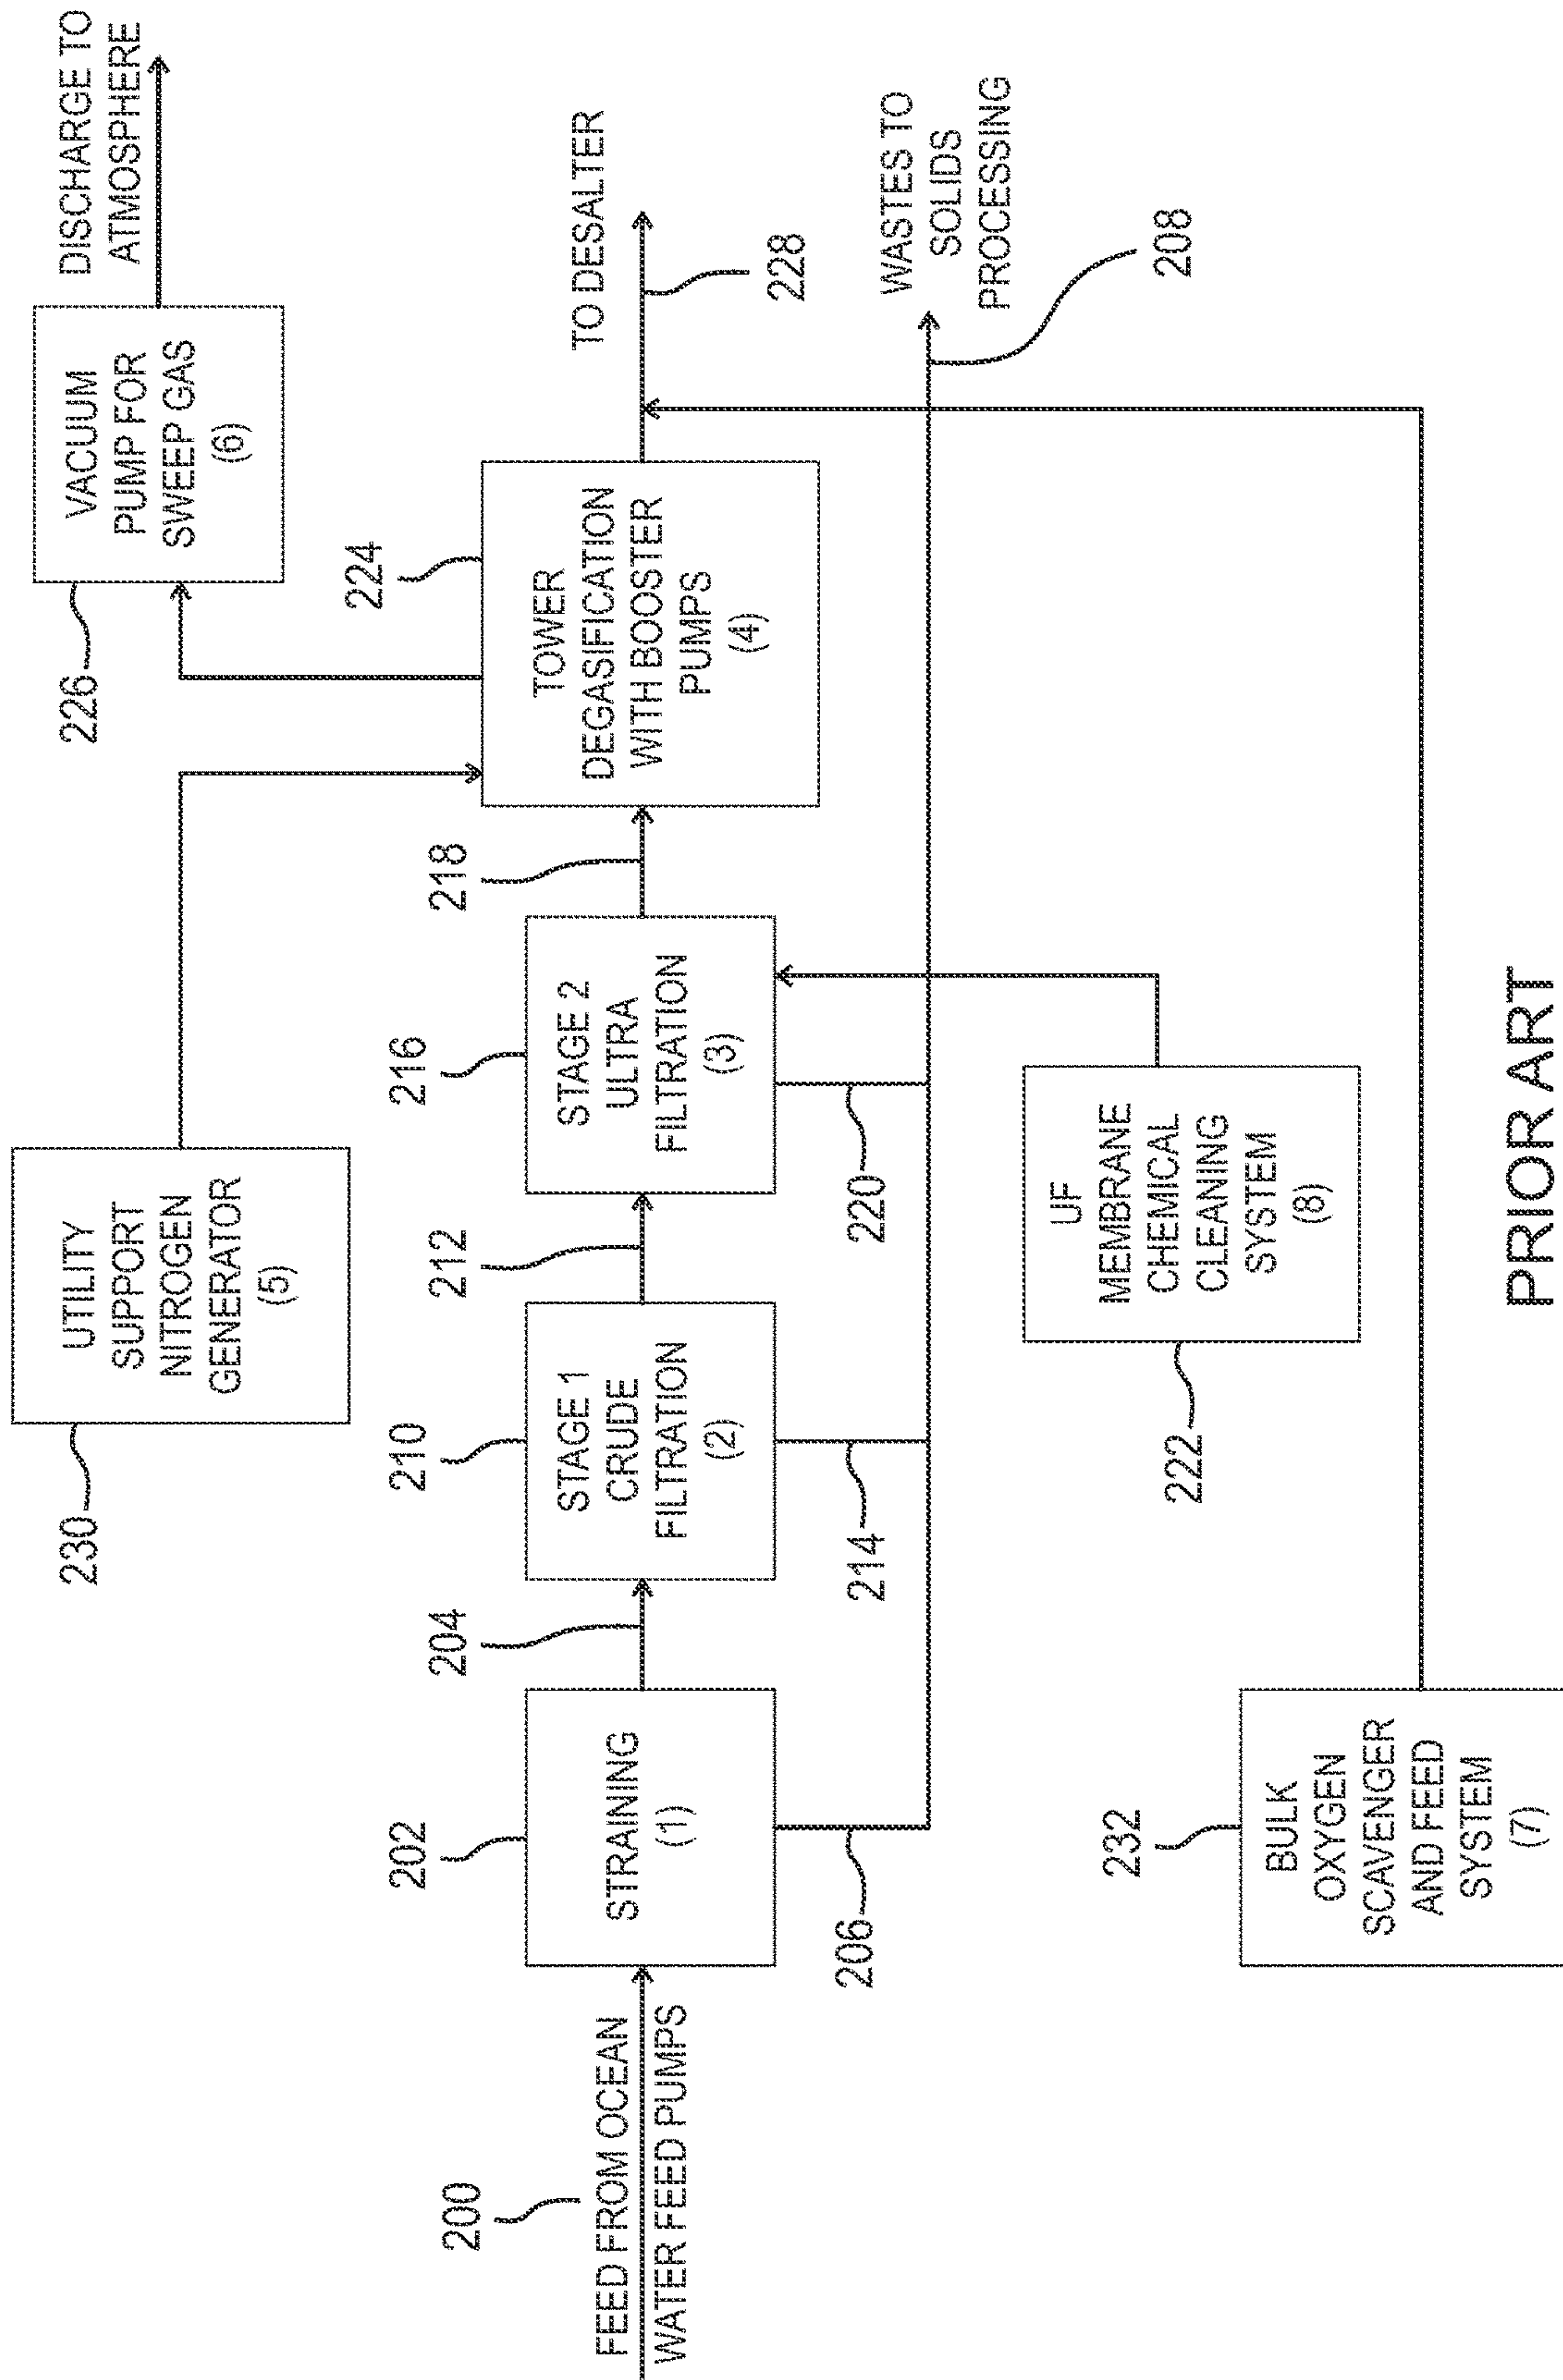 DISCHARGE TO
ATMOSPHERE
VACUUM
PUMP FOR
SWEEP GAS
(6)
226
UTILITY
SUPPORT
NITROGEN
GENERATOR
(5)
230
224
TOWER
DEGASIFICATION
WITH BOOSTER
PUMPS
(4)
TO DESALTER
228
200
FEED FROM OCEAN
WATER FEED PUMPS
202
STRAINING
(1)
204
210
STAGE 1
CRUDE
FILTRATION
(2)
212
216
STAGE 2
ULTRA
FILTRATION
(3)
218
206
214
220
WASTES TO
SOLIDS
PROCESSING
208
222
UF
MEMBRANE
CHEMICAL
CLEANING
SYSTEM
(8)
232
BULK
OXYGEN
SCAVENGER
AND FEED
SYSTEM
(7)
PRIOR ART